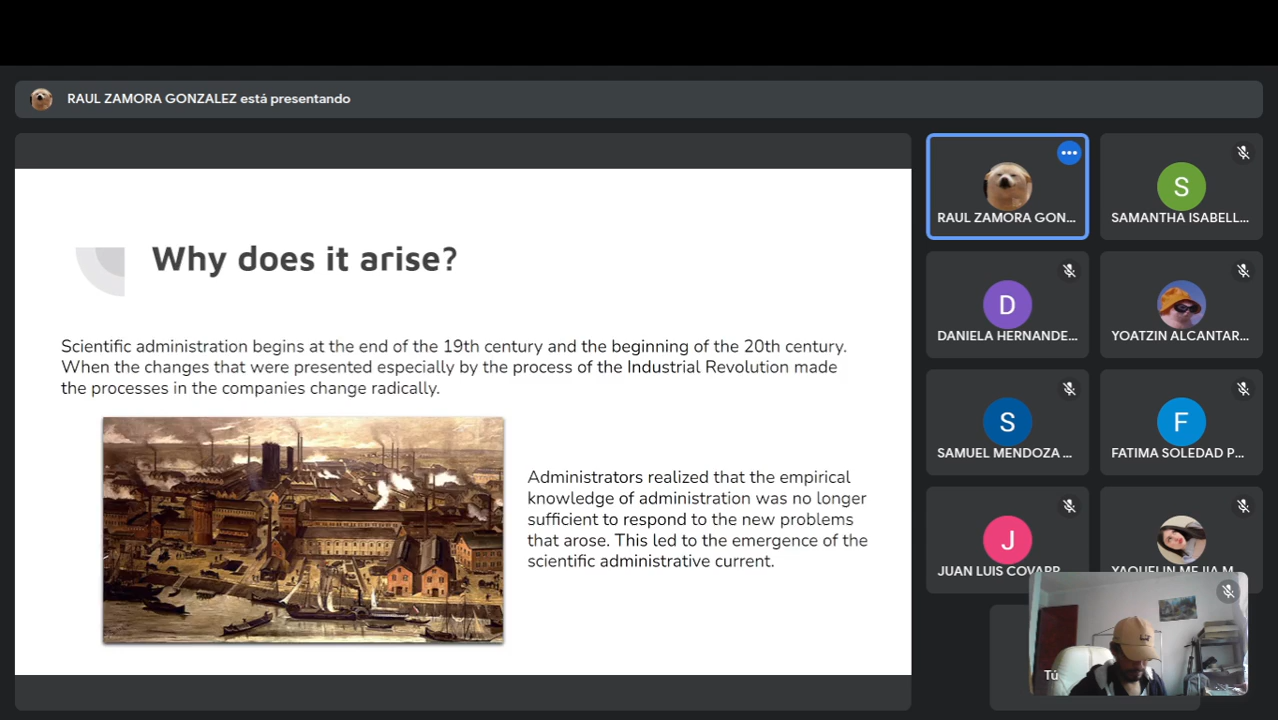 RAUL ZAMORA GONZALEZ está presentando
Why does it arise?
Scientific administration begins at the end of the 19th century and the beginning of the 20th century.
When the changes that were presented especially by the process of the Industrial Revolution made
the processes in the companies change radically.
Administrators realized that the empirical
knowledge of administration was no longer
sufficient to respond to the new problems
that arose. This led to the emergence of the
scientific administrative current.
RAUL ZAMORA GON...
S
SAMANTHA ISABELL...
D
DANIELA HERNANDE...
YOATZIN ALCANTAR...
S
SAMUEL MENDOZA ...
F
FATIMA SOLEDAD P...
J
JUAN LUIS COVARR
YAQUELIN MEJIA M
Tú